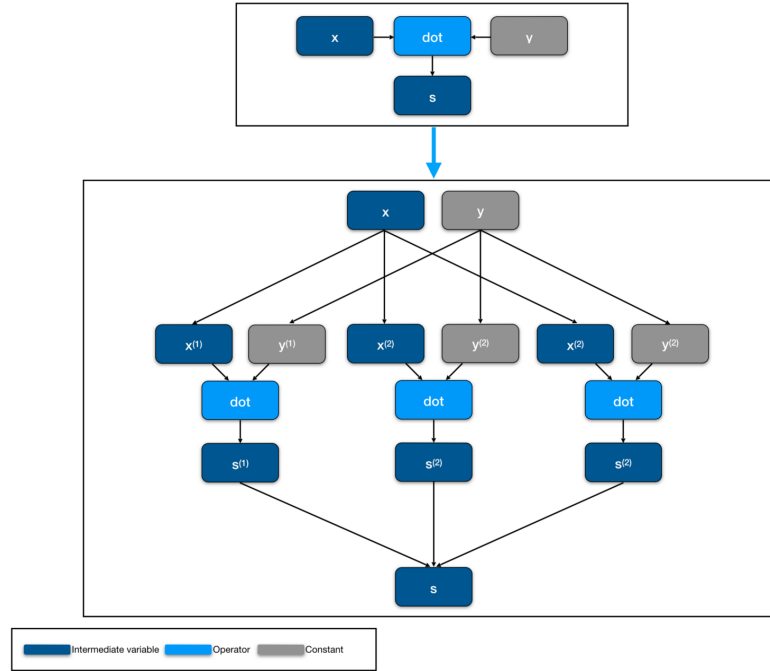 x dot y
s
x y
x⁽¹⁾ y⁽¹⁾ x⁽²⁾ y⁽²⁾ x⁽²⁾ y⁽²⁾
dot dot dot
s⁽¹⁾ s⁽²⁾ s⁽²⁾
s
Intermediate variable Operator Constant